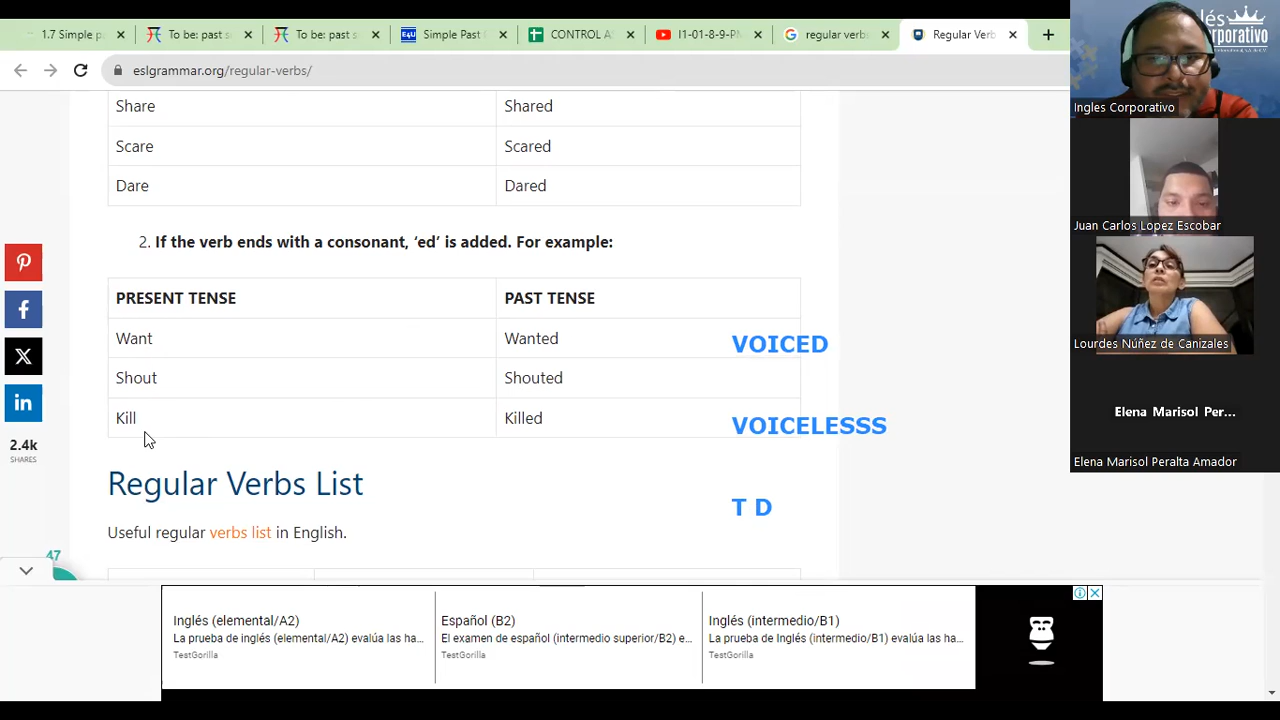 1.7 Simple p
To be: past s
To be: past s
E4U Simple Past
CONTROL A
I1-01-8-9-PM
regular verb
Regular Verb
eslgrammar.org/regular-verbs/
Share Shared
Scare Scared
Dare Dared
2. If the verb ends with a consonant, ‘ed’ is added. For example:
PRESENT TENSE PAST TENSE
Want Wanted
Shout Shouted
Kill Killed
VOICED
VOICELESSS
T D
2.4k
SHARES
Regular Verbs List
Useful regular verbs list in English.
47
Inglés (elemental/A2)
La prueba de inglés (elemental/A2) evalúa las ha...
TestGorilla
Español (B2)
El examen de español (intermedio superior/B2) e...
TestGorilla
Inglés (intermedio/B1)
La prueba de Inglés (intermedio/B1) evalúa las ha...
TestGorilla
Ingles Corporativo
Juan Carlos Lopez Escobar
Lourdes Núñez de Canizales
Elena Marisol Per...
Elena Marisol Peralta Amador